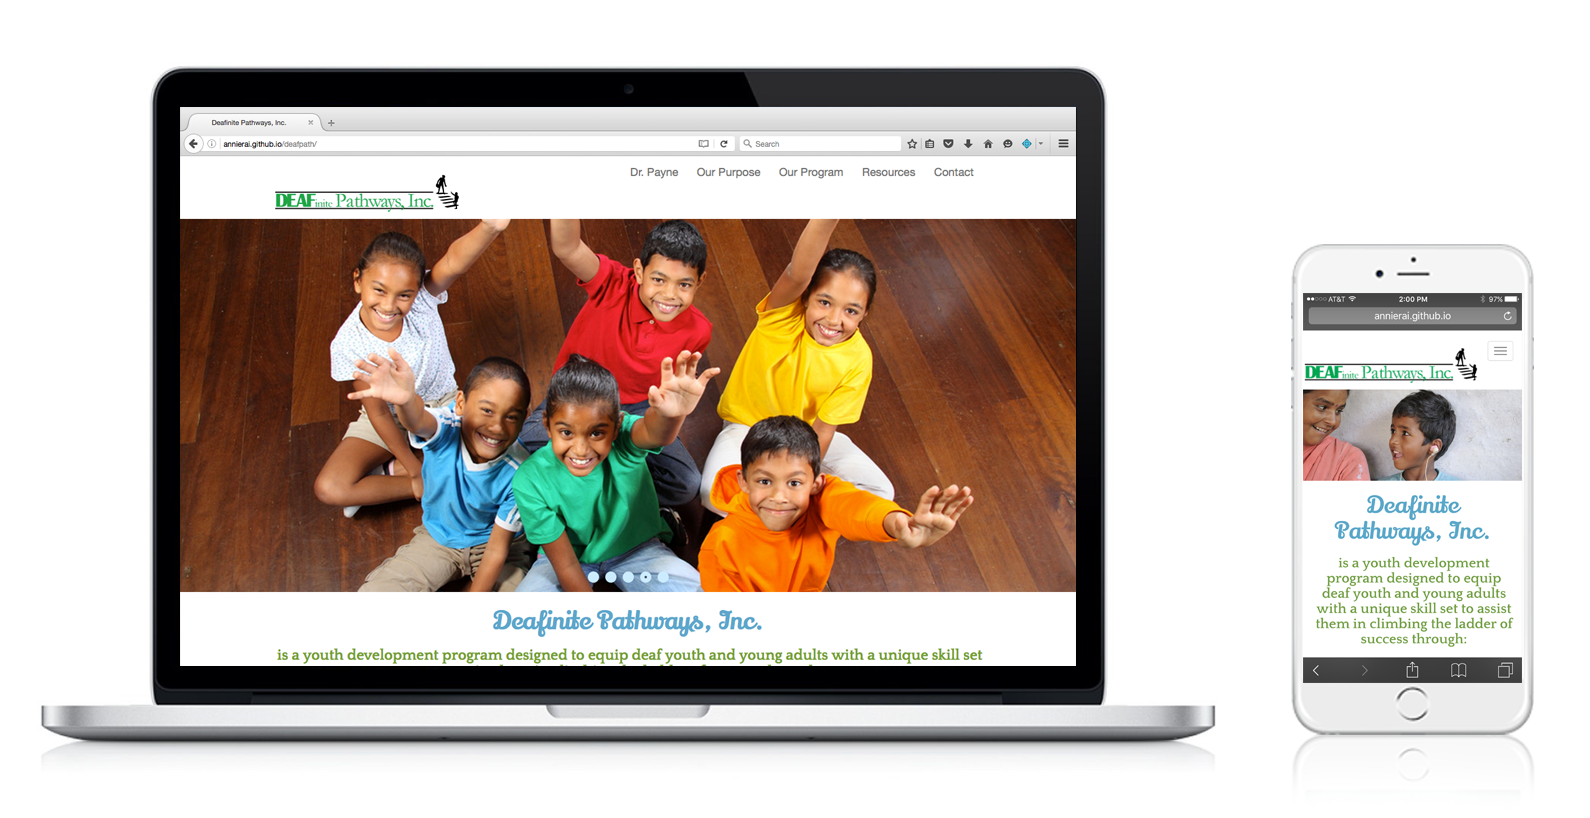 Deafinite Pathways, Inc.
annierai.github.io/deafpath/
Search
Dr. Payne Our Purpose Our Program Resources Contact
DEAFinite Pathways, Inc.
Deafinite Pathways, Inc.
is a youth development program designed to equip deaf youth and young adults with a unique skill set
AT&T 2:00 PM 97%
annierai.github.io
DEAFinite Pathways, Inc.
Deafinite
Pathways, Inc.
is a youth development
program designed to equip
deaf youth and young adults
with a unique skill set to assist
them in climbing the ladder of
success through: